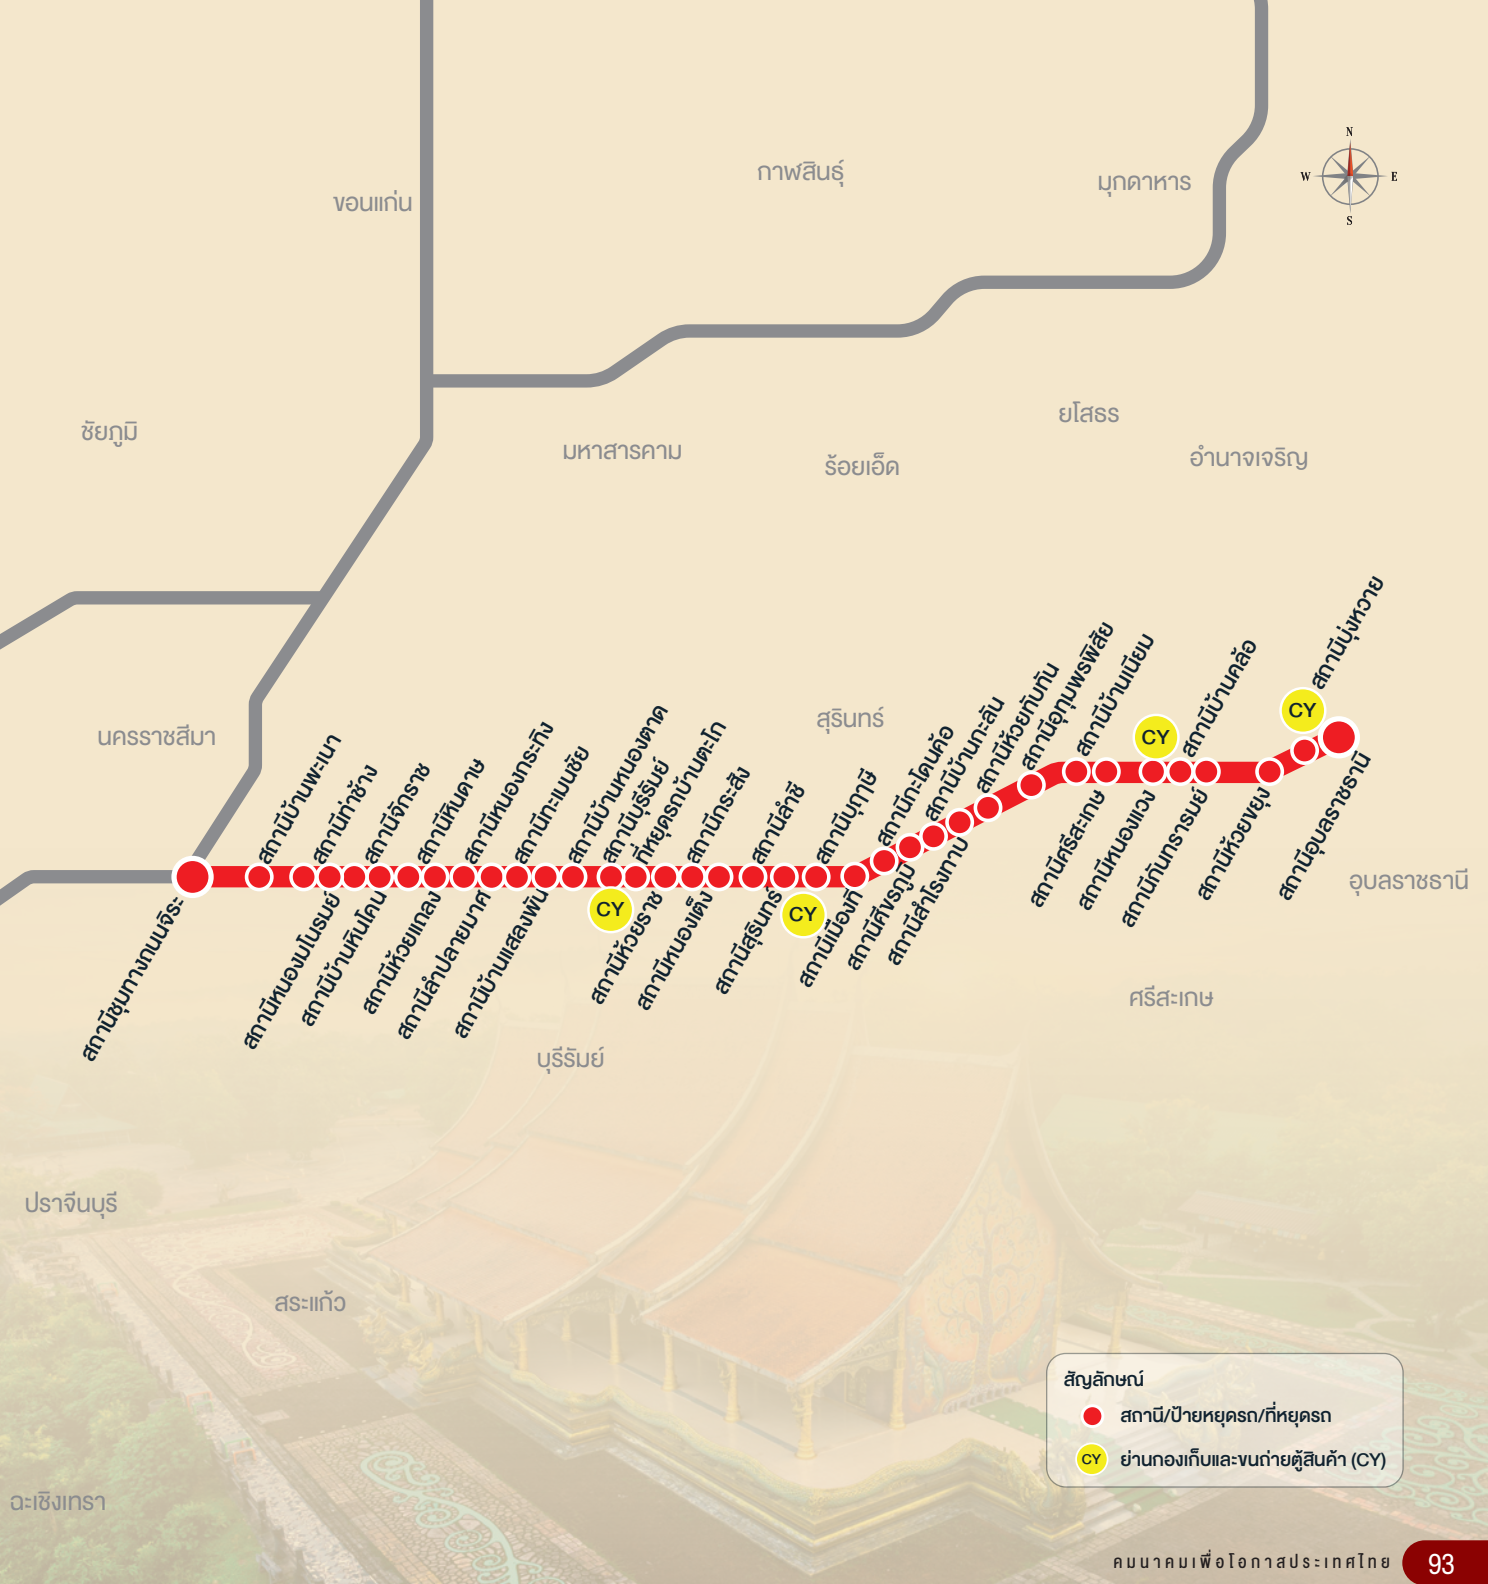 N
W
E
S
กาฬสินธุ์
มุกดาหาร
ขอนแก่น
ชัยภูมิ
ยโสธร
มหาสารคาม
ร้อยเอ็ด
อำนาจเจริญ
นครราชสีมา
สุรินทร์
สถานีชุมทางถนนจิระ
สถานีบ้านพะเนา
สถานีท่าช้าง
สถานีหนองมโนรมย์
สถานีจักราช
สถานีบ้านหินโคน
สถานีหินดาษ
สถานีห้วยแถลง
สถานีหนองกระทิง
สถานีลำปลายมาศ
สถานีทะเมนชัย
สถานีบ้านแสลงพัน
สถานีบ้านหนองตาด
สถานีบุรีรัมย์
CY
ที่หยุดรถบ้านตะโก
สถานีห้วยราช
สถานีกระสัง
สถานีหนองเต็ง
สถานีลำชี
สถานีสุรินทร์
CY
สถานีบุฤาษี
สถานีเมืองที
สถานีกะโดนค้อ
สถานีศีขรภูมิ
สถานีบ้านกะลัน
สถานีสำโรงทาบ
สถานีห้วยทับทัน
สถานีอุทุมพรพิสัย
สถานีบ้านเนียม
สถานีศรีสะเกษ
สถานีหนองแวง
CY
สถานีบ้านคล้อ
สถานีกันทรารมย์
สถานีห้วยขยุง
CY
สถานีบุ่งหวาย
สถานีอุบลราชธานี
อุบลราชธานี
ศรีสะเกษ
บุรีรัมย์
ปราจีนบุรี
สระแก้ว
ฉะเชิงเทรา
สัญลักษณ์
สถานี/ป้ายหยุดรถ/ที่หยุดรถ
CY ย่านกองเก็บและขนถ่ายตู้สินค้า (CY)
คมนาคมเพื่อโอกาสประเทศไทย 93